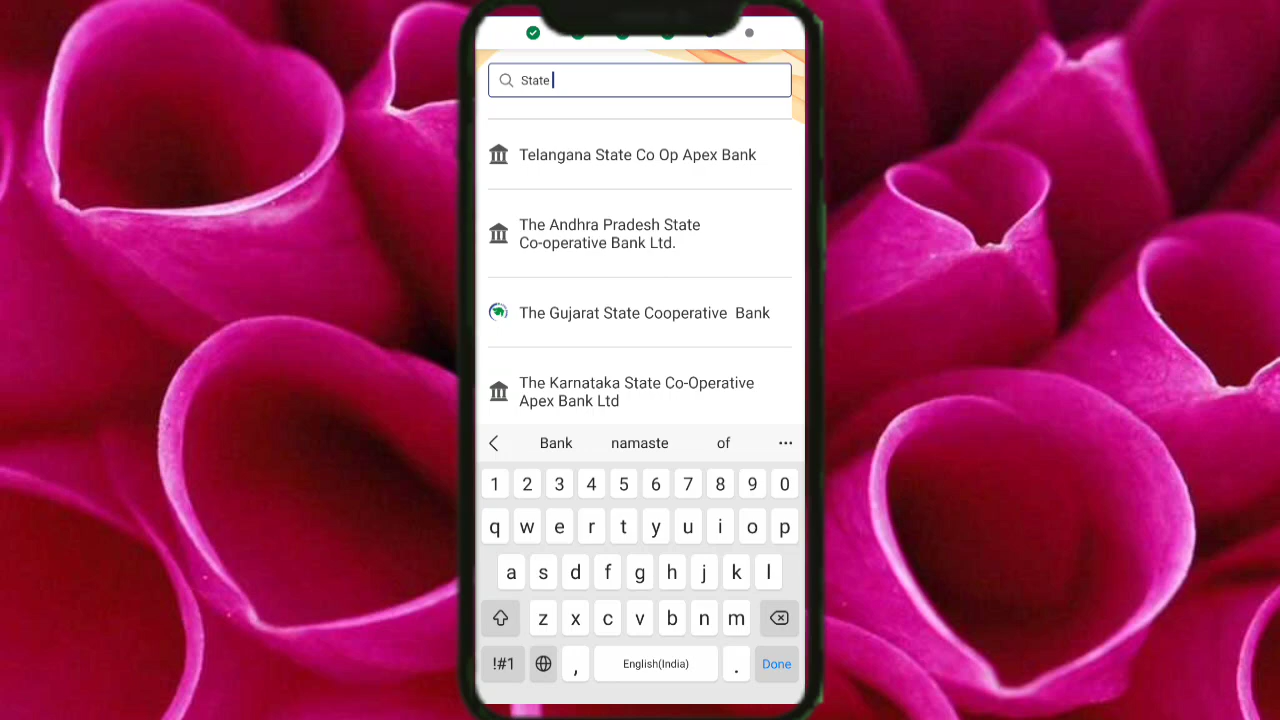 State
Telangana State Co Op Apex Bank
The Andhra Pradesh State
Co-operative Bank Ltd.
The Gujarat State Cooperative  Bank
The Karnataka State Co-Operative
Apex Bank Ltd
Bank namaste of ...
1 2 3 4 5 6 7 8 9 0
q w e r t y u i o p
a s d f g h j k l
z x c v b n m
!#1 , English(India) . Done